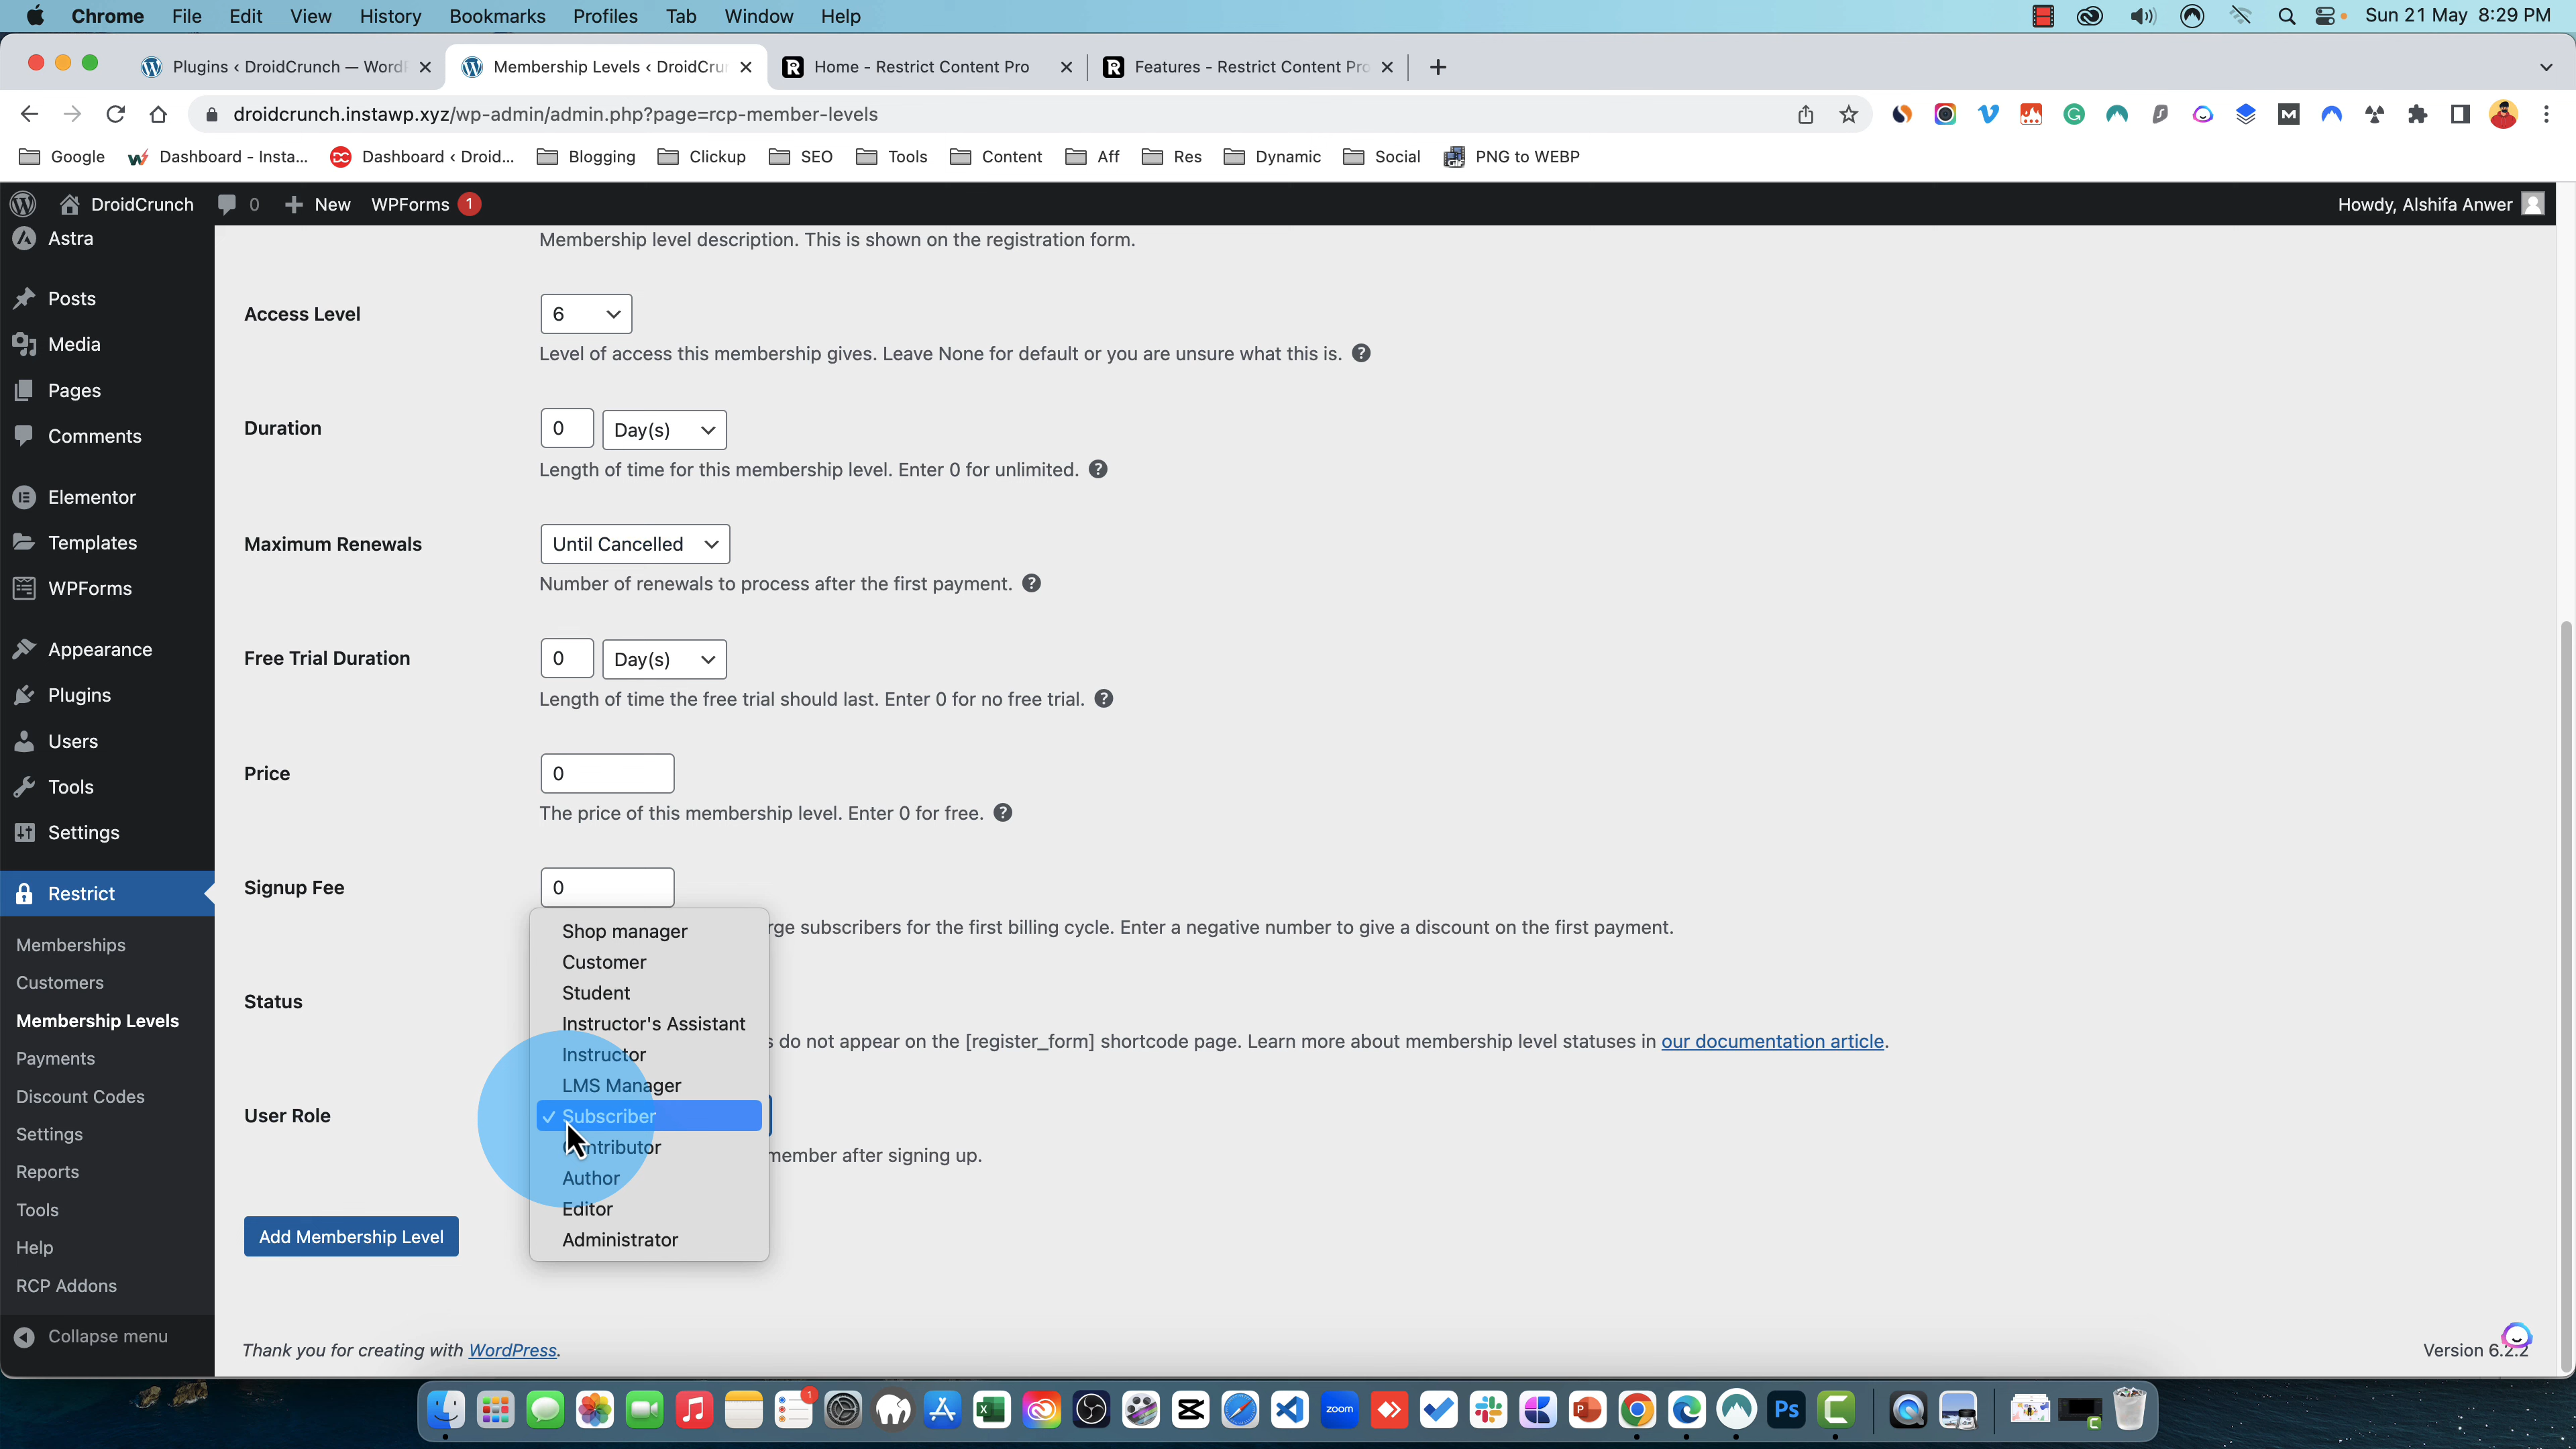 Chrome File Edit View History Bookmarks Profiles Tab Window Help Sun 21 May 8:29 PM
Plugins ‹ DroidCrunch — WordP Membership Levels ‹ DroidCrun Home - Restrict Content Pro Features - Restrict Content Pro
droidcrunch.instawp.xyz/wp-admin/admin.php?page=rcp-member-levels
Google Dashboard - Insta... Dashboard ‹ Droid... Blogging Clickup SEO Tools Content Aff Res Dynamic Social PNG to WEBP
DroidCrunch 0 New WPForms 1 Howdy, Alshifa Anwer
Astra
Posts
Media
Pages
Comments
Elementor
Templates
WPForms
Appearance
Plugins
Users
Tools
Settings
Restrict
Memberships
Customers
Membership Levels
Payments
Discount Codes
Settings
Reports
Tools
Help
RCP Addons
Collapse menu
Membership level description. This is shown on the registration form.
Access Level 6
Level of access this membership gives. Leave None for default or you are unsure what this is. ?
Duration 0 Day(s)
Length of time for this membership level. Enter 0 for unlimited. ?
Maximum Renewals Until Cancelled
Number of renewals to process after the first payment. ?
Free Trial Duration 0 Day(s)
Length of time the free trial should last. Enter 0 for no free trial. ?
Price 0
The price of this membership level. Enter 0 for free. ?
Signup Fee 0
rge subscribers for the first billing cycle. Enter a negative number to give a discount on the first payment.
Status
s do not appear on the [register_form] shortcode page. Learn more about membership level statuses in our documentation article.
User Role
member after signing up.
Shop manager
Customer
Student
Instructor's Assistant
Instructor
LMS Manager
✓ Subscriber
ntributor
Author
Editor
Administrator
Add Membership Level
Thank you for creating with WordPress.
Version 6.2.2
1
zoom
Ps